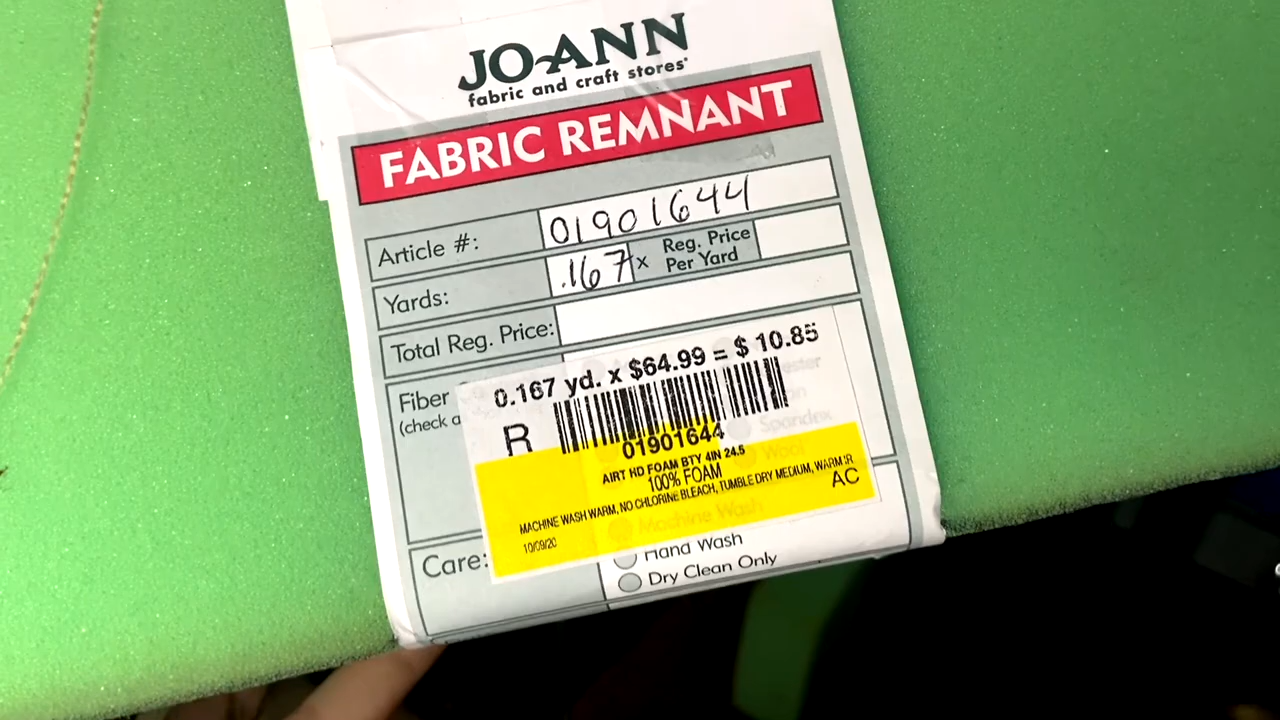 JO-ANN
fabric and craft stores
FABRIC REMNANT
Article #: 01901644
Yards: .167 x Reg. Price Per Yard
Total Reg. Price:
0.167 yd. x $64.99 = $ 10.85
Fiber
(check a
R
01901644
Spandex
Wool
AIRT HD FOAM BTY 4IN 24.5
100% FOAM
MACHINE WASH WARM, NO CHLORINE BLEACH, TUMBLE DRY MEDIUM, WARM IR
AC
Machine Wash
10/09/20
Care:
Hand Wash
Dry Clean Only